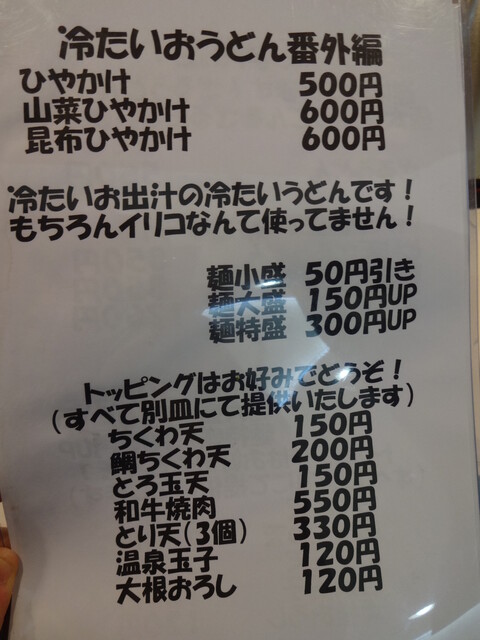 冷たいおうどん番外編
ひやかけ 500円
山菜ひやかけ 600円
昆布ひやかけ 600円
冷たいお出汁の冷たいうどんです！
もちろんイリコなんて使ってません！
麺小盛 50円引き
麺大盛 150円UP
麺特盛 300円UP
トッピングはお好みでどうぞ！
(すべて別皿にて提供いたします)
ちくわ天 150円
鯛ちくわ天 200円
とろ玉天 150円
和牛焼肉 550円
とり天(3個) 330円
温泉玉子 120円
大根おろし 120円